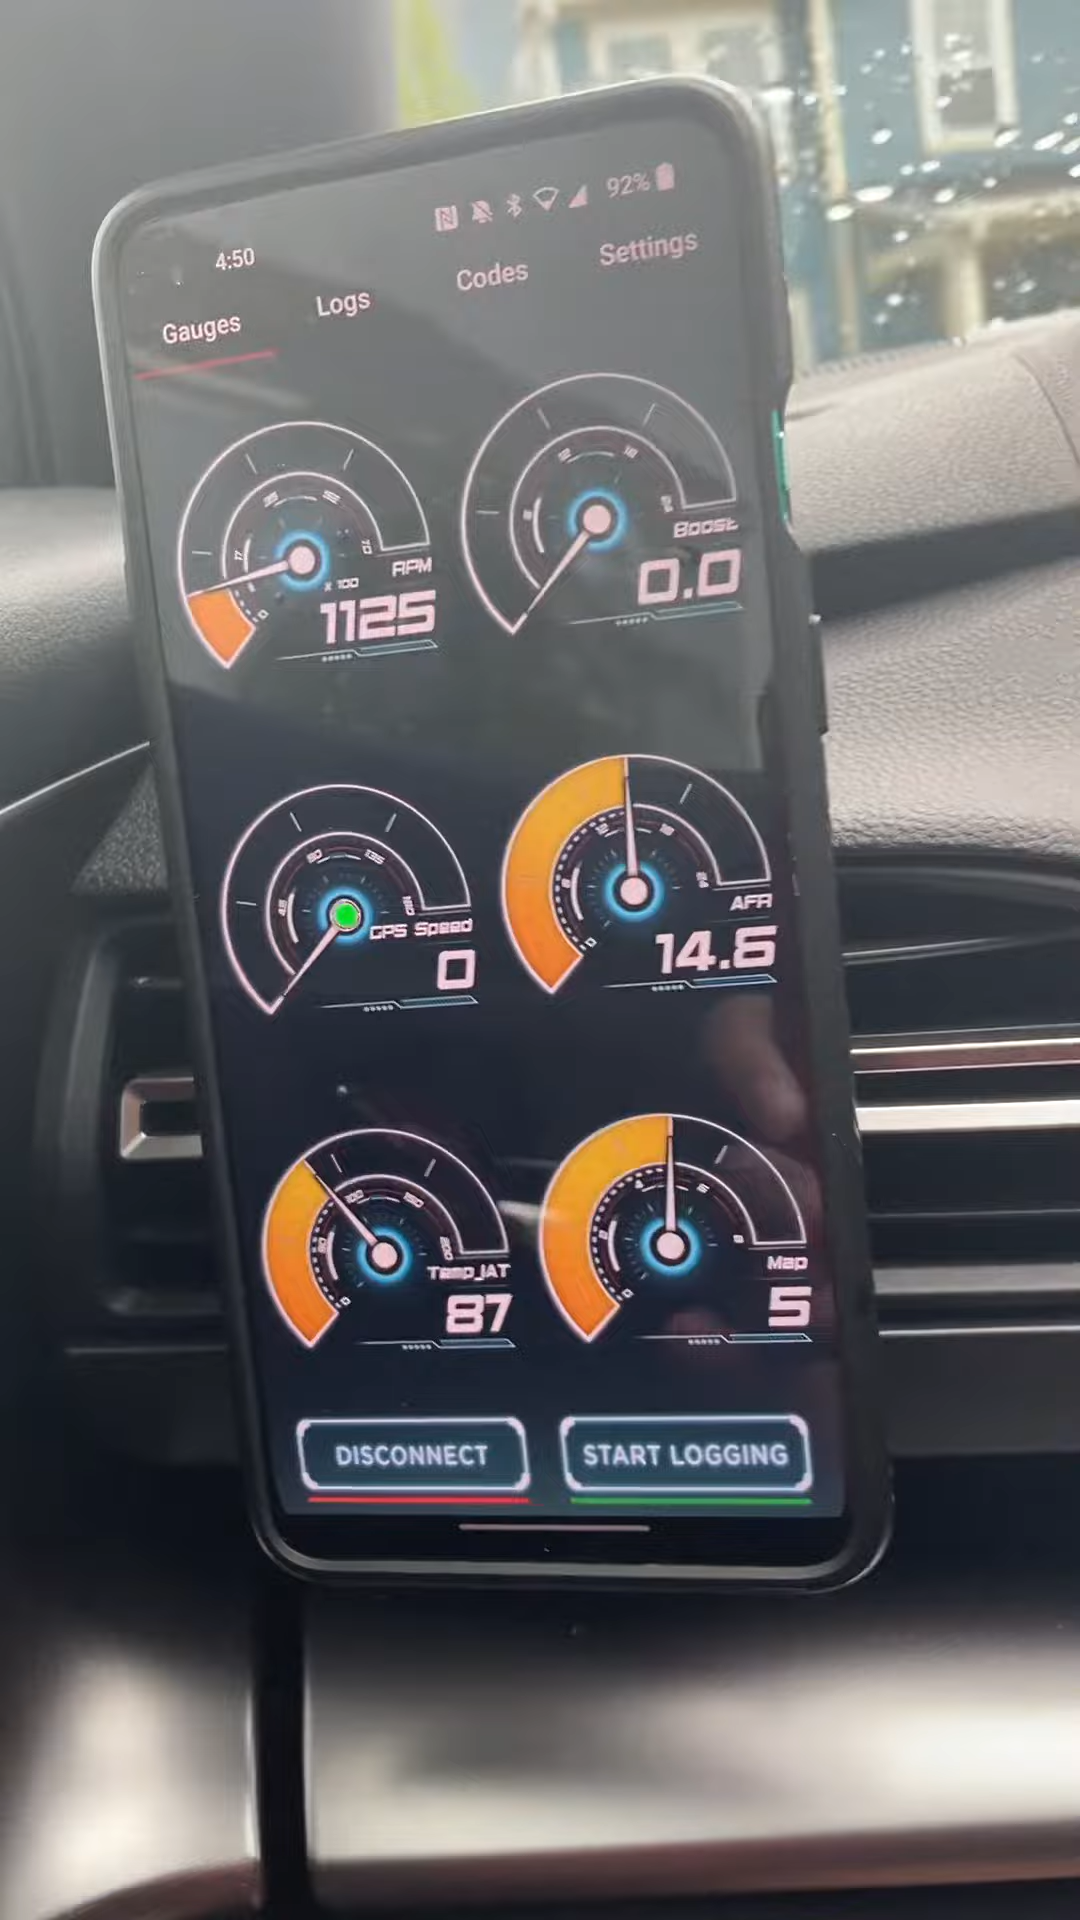 4:50 92%
Gauges Logs Codes Settings
RPM
x 100
1125
Boost
0.0
GPS Speed
0
AFR
14.6
Temp_IAT
87
Map
5
DISCONNECT START LOGGING